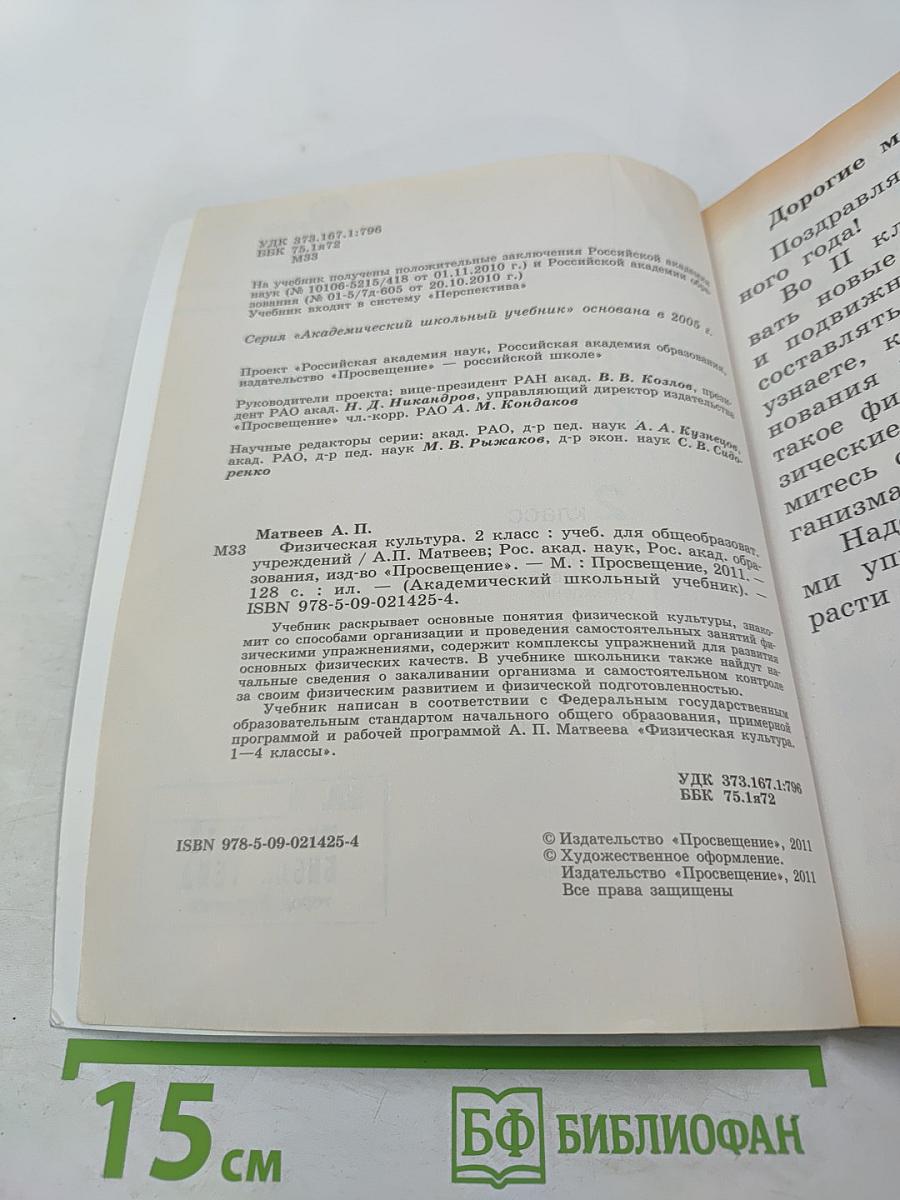 УДК 373.167.1:796
ББК 75.1я72
М33
На учебник получены положительные заключения Российской академии
наук (№ 10106-5215/418 от 01.11.2010 г.) и Российской академии обра-
зования (№ 01-5/7д-605 от 20.10.2010 г.)
Учебник входит в систему «Перспектива»
Серия «Академический школьный учебник» основана в 2005 г.
Проект «Российская академия наук, Российская академия образования,
издательство «Просвещение» — российской школе»
Руководители проекта: вице-президент РАН акад. В. В. Козлов, прези-
дент РАО акад. Н. Д. Никандров, управляющий директор издательства
«Просвещение» чл.-корр. РАО А. М. Кондаков
Научные редакторы серии: акад. РАО, д-р пед. наук А. А. Кузнецов,
акад. РАО, д-р пед. наук М. В. Рыжаков, д-р экон. наук С. В. Сидо-
ренко
Матвеев А. П.
М33 Физическая культура. 2 класс : учеб. для общеобразоват.
учреждений / А.П. Матвеев; Рос. акад. наук, Рос. акад. обра-
зования, изд-во «Просвещение». — М. : Просвещение, 2011. —
128 с. : ил. — (Академический школьный учебник). —
ISBN 978-5-09-021425-4.
Учебник раскрывает основные понятия физической культуры, знако-
мит со способами организации и проведения самостоятельных занятий фи-
зическими упражнениями, содержит комплексы упражнений для развития
основных физических качеств. В учебнике школьники также найдут на-
чальные сведения о закаливании организма и самостоятельном контроле
за своим физическим развитием и физической подготовленностью.
Учебник написан в соответствии с Федеральным государственным
образовательным стандартом начального общего образования, примерной
программой и рабочей программой А. П. Матвеева «Физическая культура.
1—4 классы».
УДК 373.167.1:796
ББК 75.1я72
ISBN 978-5-09-021425-4
© Издательство «Просвещение», 2011
© Художественное оформление.
Издательство «Просвещение», 2011
Все права защищены
Дорогие
Поздравля
ного года!
Во II кл
вать новые
и подвижн
составлять
узнаете, к
нования
такое фи
зические
митесь
ганизма
Над
ми уп
расти
15 см
БФ БИБЛИОФАН